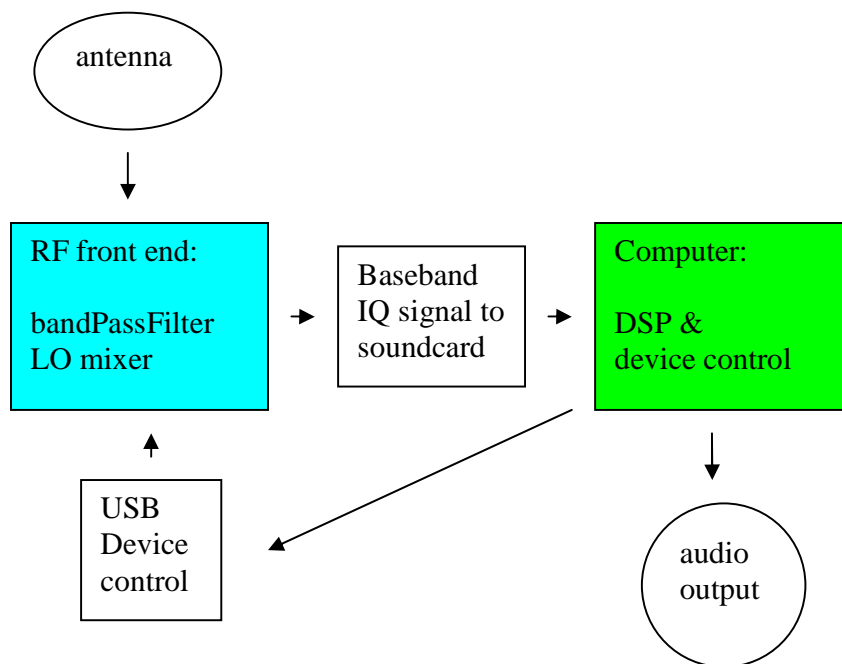 antenna
RF front end:
bandPassFilter
LO mixer
Baseband
IQ signal to
soundcard
Computer:
DSP &
device control
USB
Device
control
audio
output